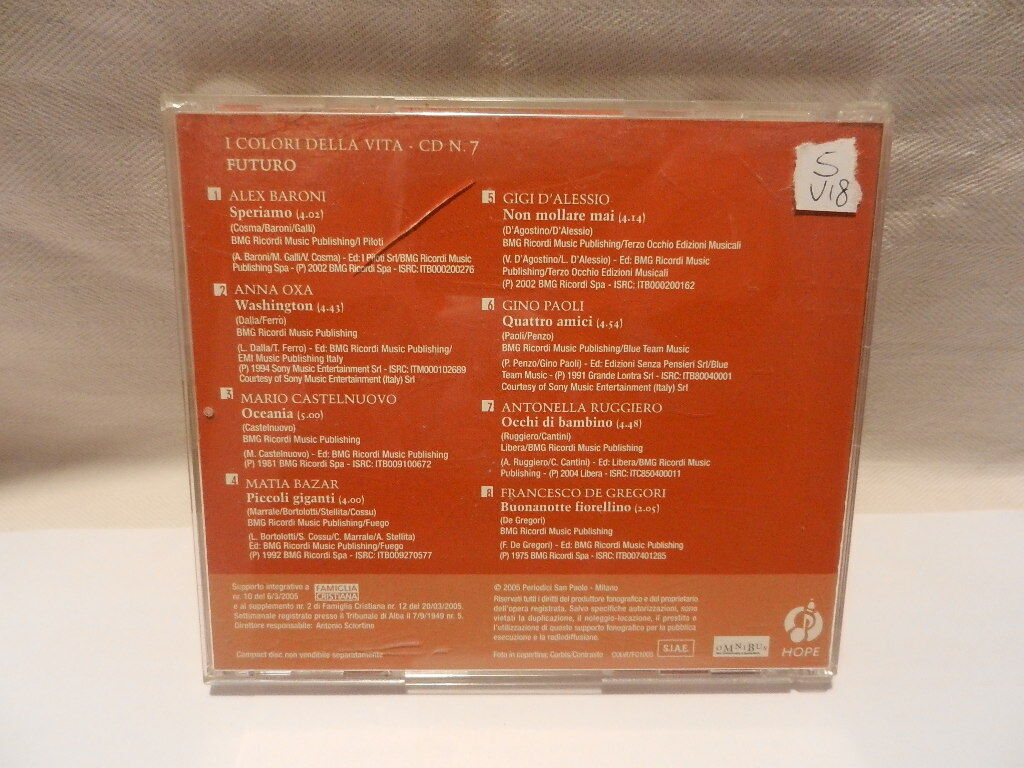 I COLORI DELLA VITA - CD N. 7
FUTURO
1 ALEX BARONI
Speriamo (4.02)
(Cosma/Baroni/Galli)
BMG Ricordi Music Publishing/I Piloti
(A. Baroni/M. Galli/V. Cosma) - Ed: I Piloti Srl/BMG Ricordi Music
Publishing Spa - (P) 2002 BMG Ricordi Spa - ISRC: ITB000200276
2 ANNA OXA
Washington (4.43)
(Dalla/Ferro)
BMG Ricordi Music Publishing
(L. Dalla/T. Ferro) - Ed: BMG Ricordi Music Publishing/
EMI Music Publishing Italy
(P) 1994 Sony Music Entertainment Srl - ISRC: ITM000102689
Courtesy of Sony Music Entertainment (Italy) Srl
3 MARIO CASTELNUOVO
Oceania (5.00)
(Castelnuovo)
BMG Ricordi Music Publishing
(M. Castelnuovo) - Ed: BMG Ricordi Music Publishing
(P) 1981 BMG Ricordi Spa - ISRC: ITB009100672
4 MATIA BAZAR
Piccoli giganti (4.00)
(Marrale/Bortolotti/Stellita/Cossu)
BMG Ricordi Music Publishing/Fuego
(L. Bortolotti/S. Cossu/C. Marrale/A. Stellita)
Ed: BMG Ricordi Music Publishing/Fuego
(P) 1992 BMG Ricordi Spa - ISRC: ITB009270577
5 GIGI D'ALESSIO
Non mollare mai (4.14)
(D'Agostino/D'Alessio)
BMG Ricordi Music Publishing/Terzo Occhio Edizioni Musicali
(V. D'Agostino/L. D'Alessio) - Ed: BMG Ricordi Music
Publishing/Terzo Occhio Edizioni Musicali
(P) 2002 BMG Ricordi Spa - ISRC: ITB000200162
6 GINO PAOLI
Quattro amici (4.54)
(Paoli/Penzo)
BMG Ricordi Music Publishing/Blue Team Music
(P. Penzo/Gino Paoli) - Ed: Edizioni Senza Pensieri Srl/Blue
Team Music - (P) 1991 Grande Lontra Srl - ISRC: ITB80040001
Courtesy of Sony Music Entertainment (Italy) Srl
7 ANTONELLA RUGGIERO
Occhi di bambino (4.48)
(Ruggiero/Cantini)
Libera/BMG Ricordi Music Publishing
(A. Ruggiero/C. Cantini) - Ed: Libera/BMG Ricordi Music
Publishing - (P) 2004 Libera - ISRC: ITC850400011
8 FRANCESCO DE GREGORI
Buonanotte fiorellino (2.05)
(De Gregori)
BMG Ricordi Music Publishing
(F. De Gregori) - Ed: BMG Ricordi Music Publishing
(P) 1975 BMG Ricordi Spa - ISRC: ITB007401285
5
V18
Supporto integrativo a FAMIGLIA CRISTIANA
nr. 10 del 6/3/2005
e al supplemento nr. 2 di Famiglia Cristiana nr. 12 del 20/03/2005.
Settimanale registrato presso il Tribunale di Alba il 7/9/1949 nr. 5.
Direttore responsabile: Antonio Sciortino
Compact disc non vendibile separatamente
© 2005 Periodici San Paolo - Milano
Riservati tutti i diritti del produttore fonografico e del proprietario
dell'opera registrata. Salvo specifiche autorizzazioni, sono
vietati la duplicazione, il noleggio-locazione, il prestito o
l'utilizzazione di questo supporto fonografico per la pubblica
esecuzione e la radiodiffusione.
Foto in copertina: Corbis/Contrasto
S.I.A.E.
OMNIBUS
HOPE